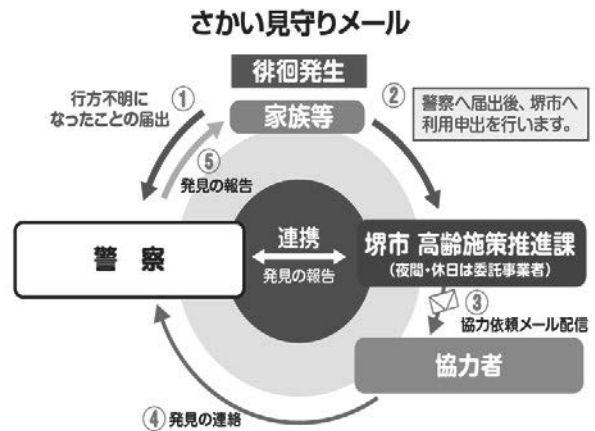 さかい見守りメール
徘徊発生
家族等
①
行方不明に
なったことの届出
②
警察へ届出後、堺市へ
利用申出を行います。
⑤
発見の報告
警察
連携
発見の報告
堺市 高齢施策推進課
(夜間・休日は委託事業者)
③
協力依頼メール配信
協力者
④発見の連絡